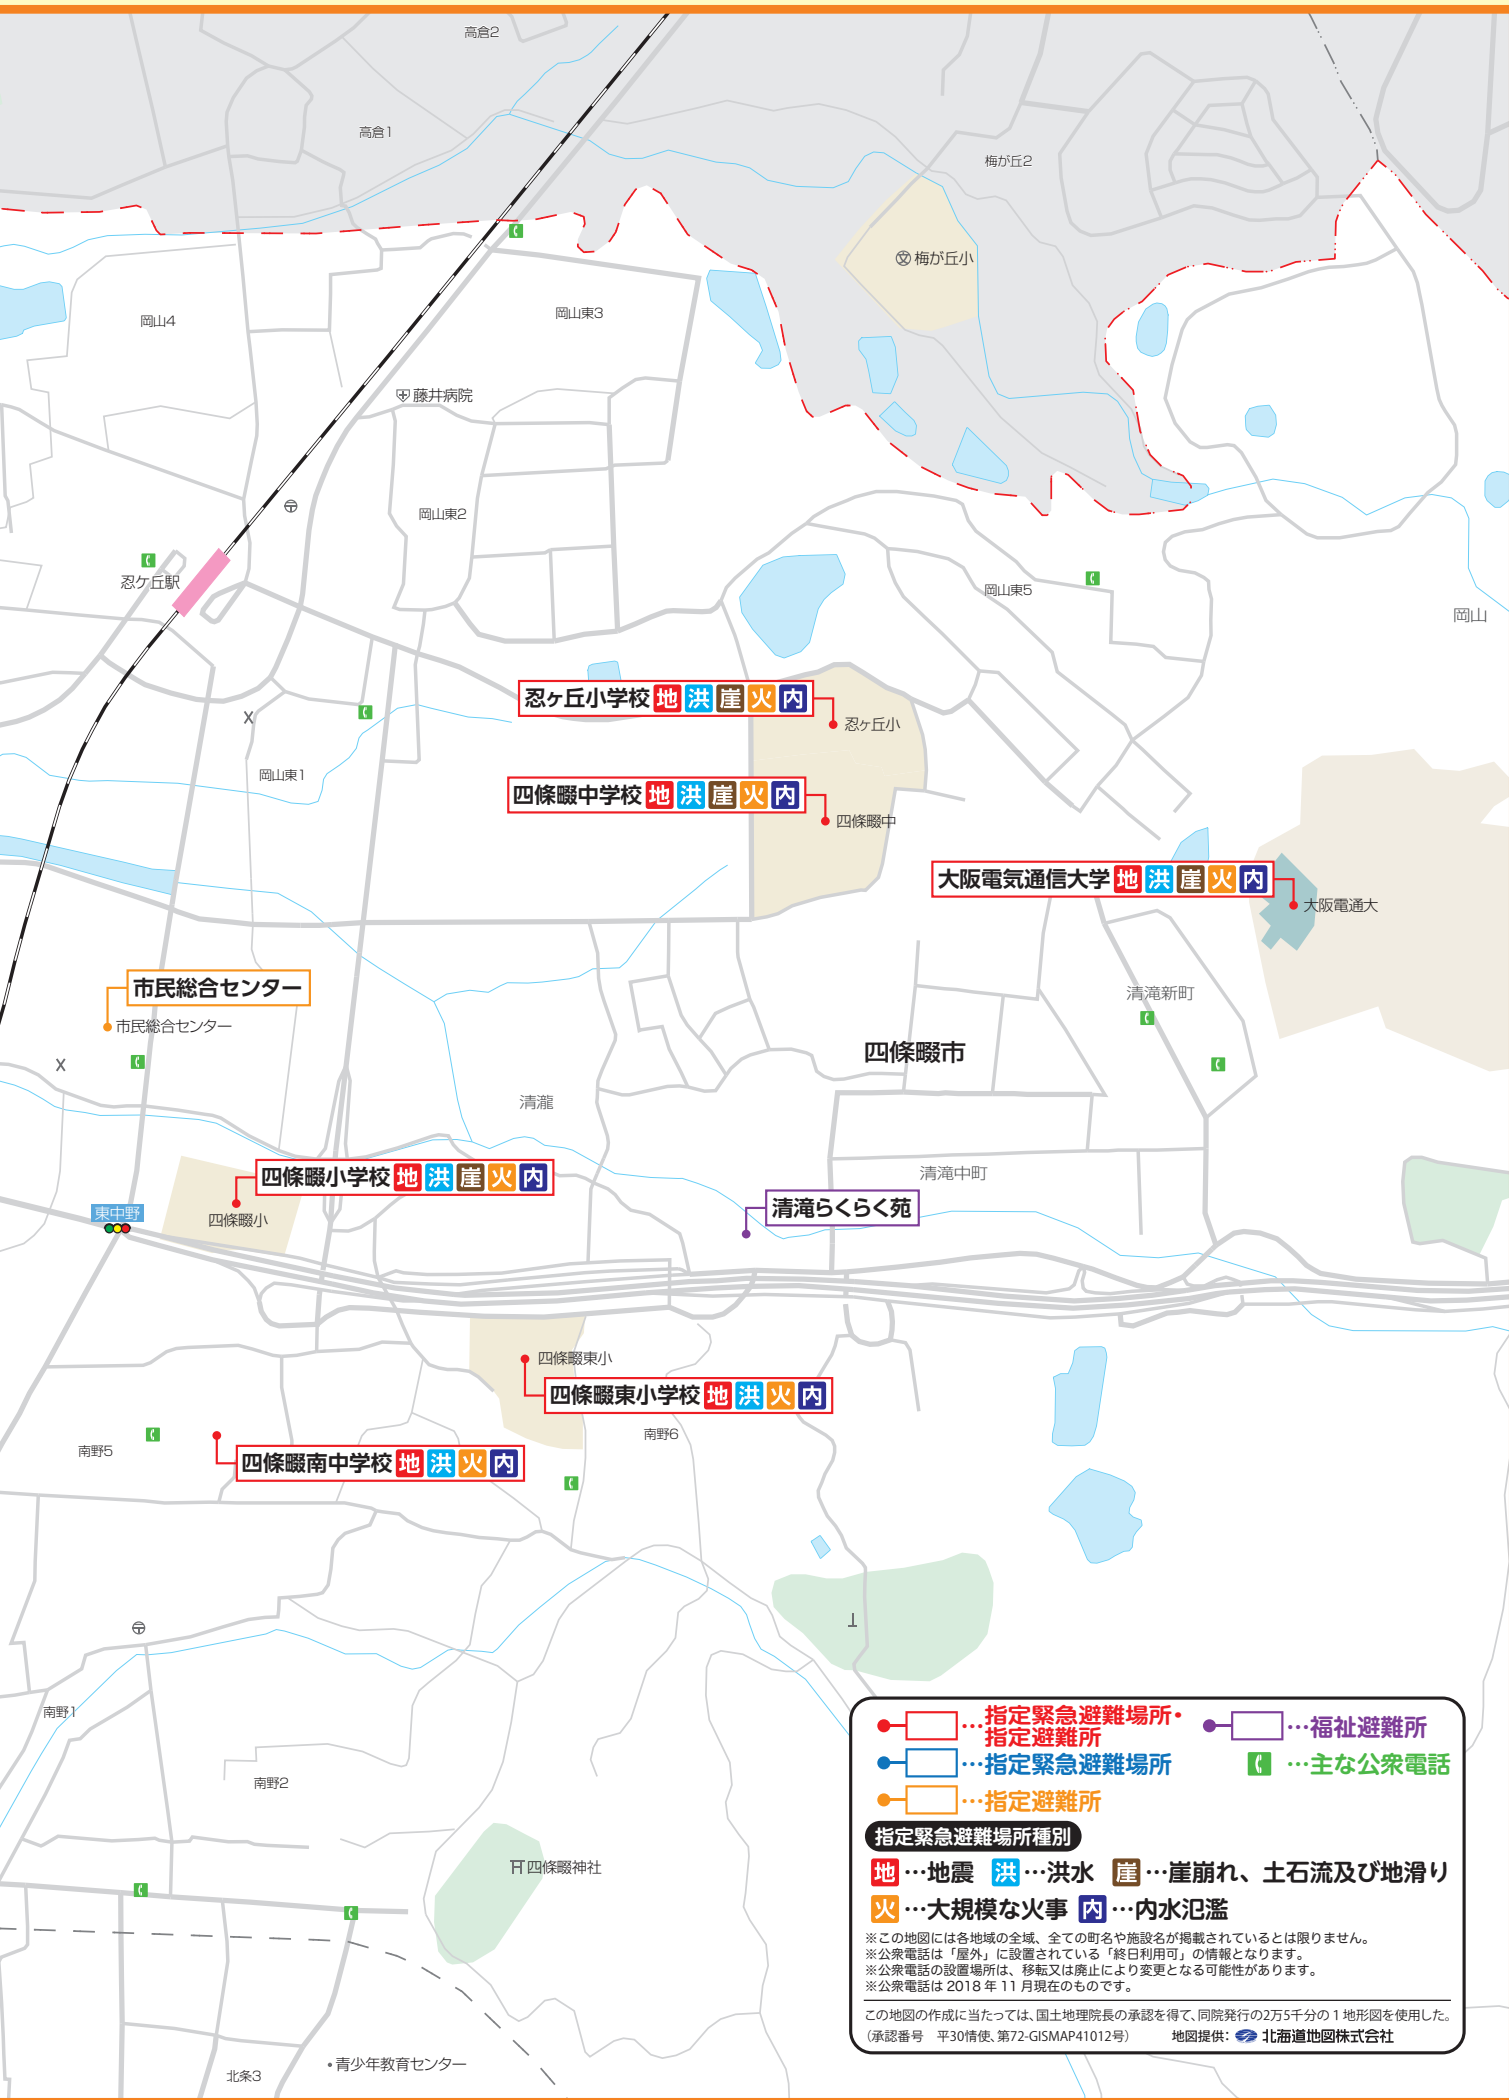 高倉2
高倉1
梅が丘2
梅が丘小
岡山4
岡山東3
藤井病院
岡山東2
忍ケ丘駅
岡山東5
岡山
忍ヶ丘小学校 地 洪 崖 火 内
忍ヶ丘小
岡山東1
四條畷中学校 地 洪 崖 火 内
四條畷中
大阪電気通信大学 地 洪 崖 火 内
大阪電通大
市民総合センター
市民総合センター
清滝新町
四條畷市
清瀧
四條畷小学校 地 洪 崖 火 内
四條畷小
清滝中町
清滝らくらく苑
東中野
四條畷東小
四條畷東小学校 地 洪 火 内
南野6
南野5
四條畷南中学校 地 洪 火 内
南野1
南野2
四條畷神社
北条3
青少年教育センター
…指定緊急避難場所・
指定避難所
…福祉避難所
…指定緊急避難場所
…主な公衆電話
…指定避難所
指定緊急避難場所種別
地…地震 洪…洪水 崖…崖崩れ、土石流及び地滑り
火…大規模な火事 内…内水氾濫
※この地図には各地域の全域、全ての町名や施設名が掲載されているとは限りません。
※公衆電話は「屋外」に設置されている「終日利用可」の情報となります。
※公衆電話の設置場所は、移転又は廃止により変更となる可能性があります。
※公衆電話は 2018 年 11 月現在のものです。
この地図の作成に当たっては、国土地理院長の承認を得て、同院発行の2万5千分の1地形図を使用した。
（承認番号 平30情使、第72-GISMAP41012号） 地図提供： 北海道地図株式会社